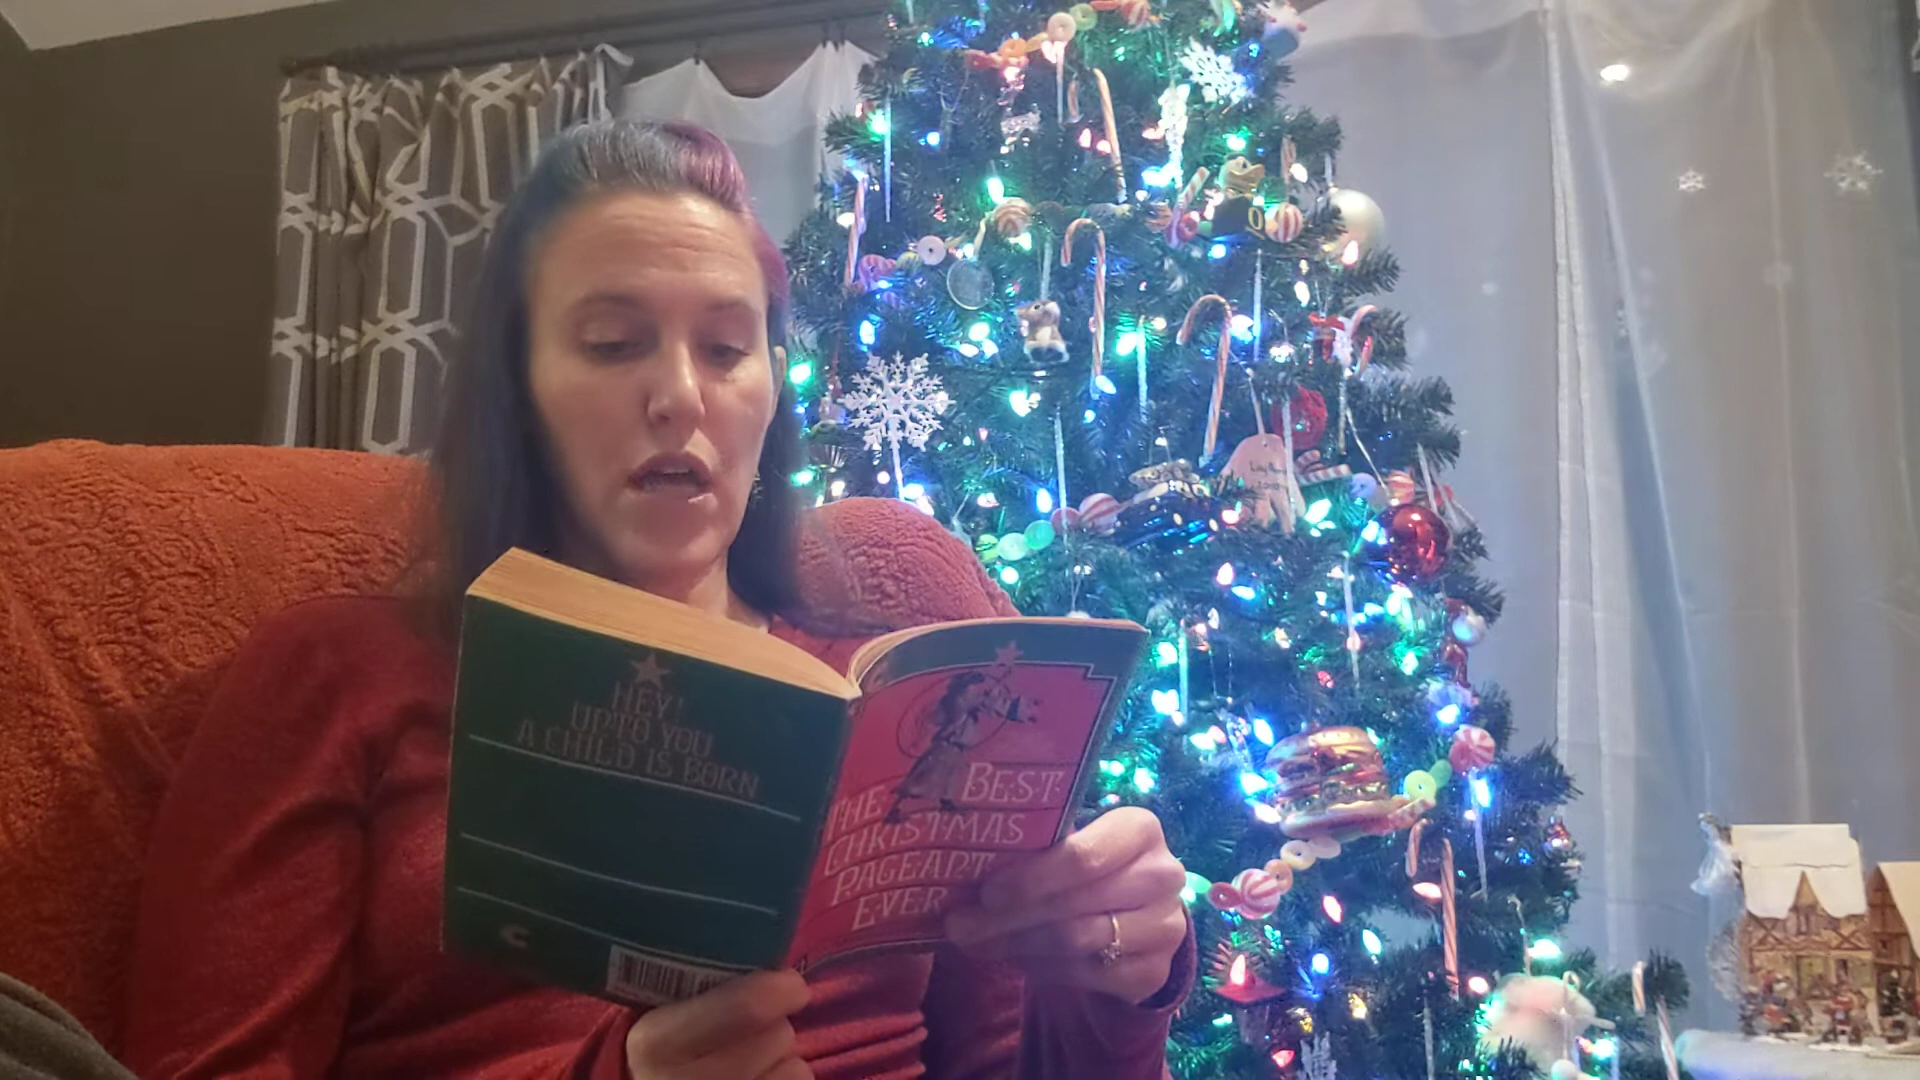 HEY!
UP TO YOU
A CHILD IS BORN
THE BEST
CHRISTMAS
PAGEANT
EVER